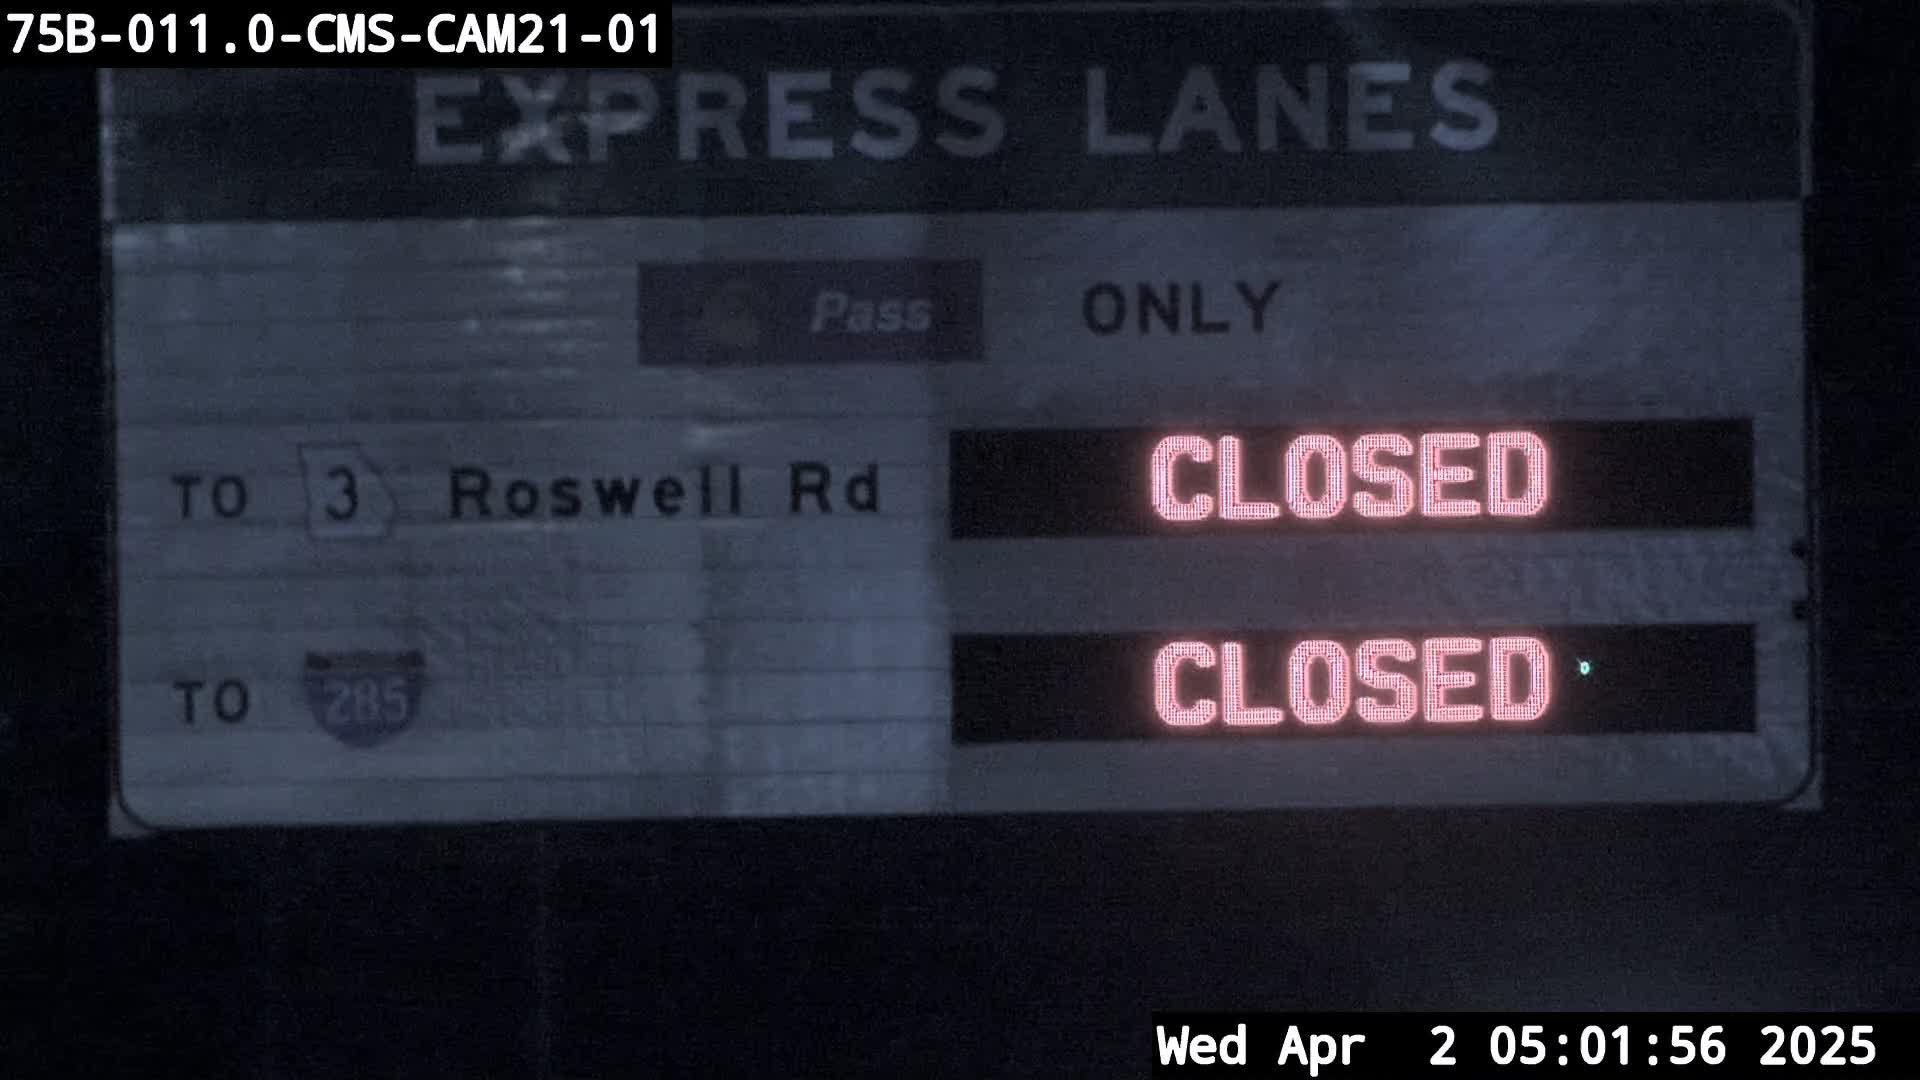 75B-011.0-CMS-CAM21-01
EXPRESS LANES
Pass ONLY
TO 3 Roswell Rd CLOSED
TO 285 CLOSED
Wed Apr 2 05:01:56 2025